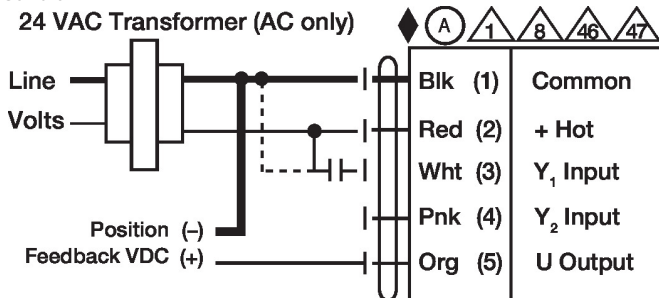 24 VAC Transformer (AC only)
A 1 8 46 47
Line
Volts
Blk (1) Common
Red (2) + Hot
Wht (3) Y1 Input
Pnk (4) Y2 Input
Position (–)
Feedback VDC (+)
Org (5) U Output